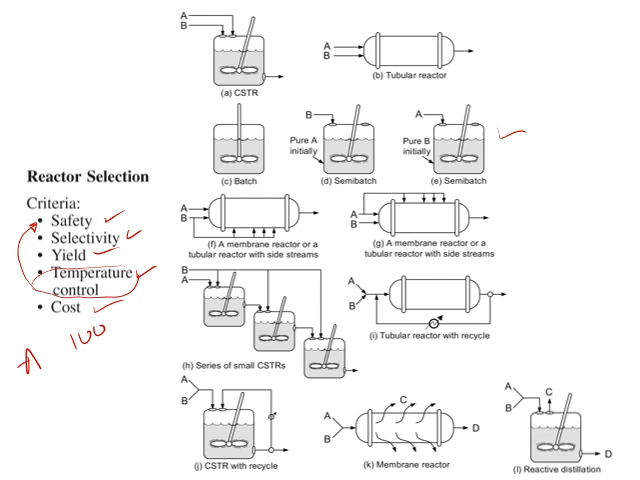 A
B
(a) CSTR
A
B
(b) Tubular reactor
(c) Batch
B
Pure A
initially
(d) Semibatch
A
Pure B
initially
(e) Semibatch
Reactor Selection
Criteria:
• Safety
• Selectivity
• Yield
• Temperature
control
• Cost
A 100
A
B
(f) A membrane reactor or a
tubular reactor with side streams
A
B
(g) A membrane reactor or a
tubular reactor with side streams
B
A
(h) Series of small CSTRs
A
B
(i) Tubular reactor with recycle
A
B
(j) CSTR with recycle
A
B
C
D
(k) Membrane reactor
A
B
C
D
(l) Reactive distillation